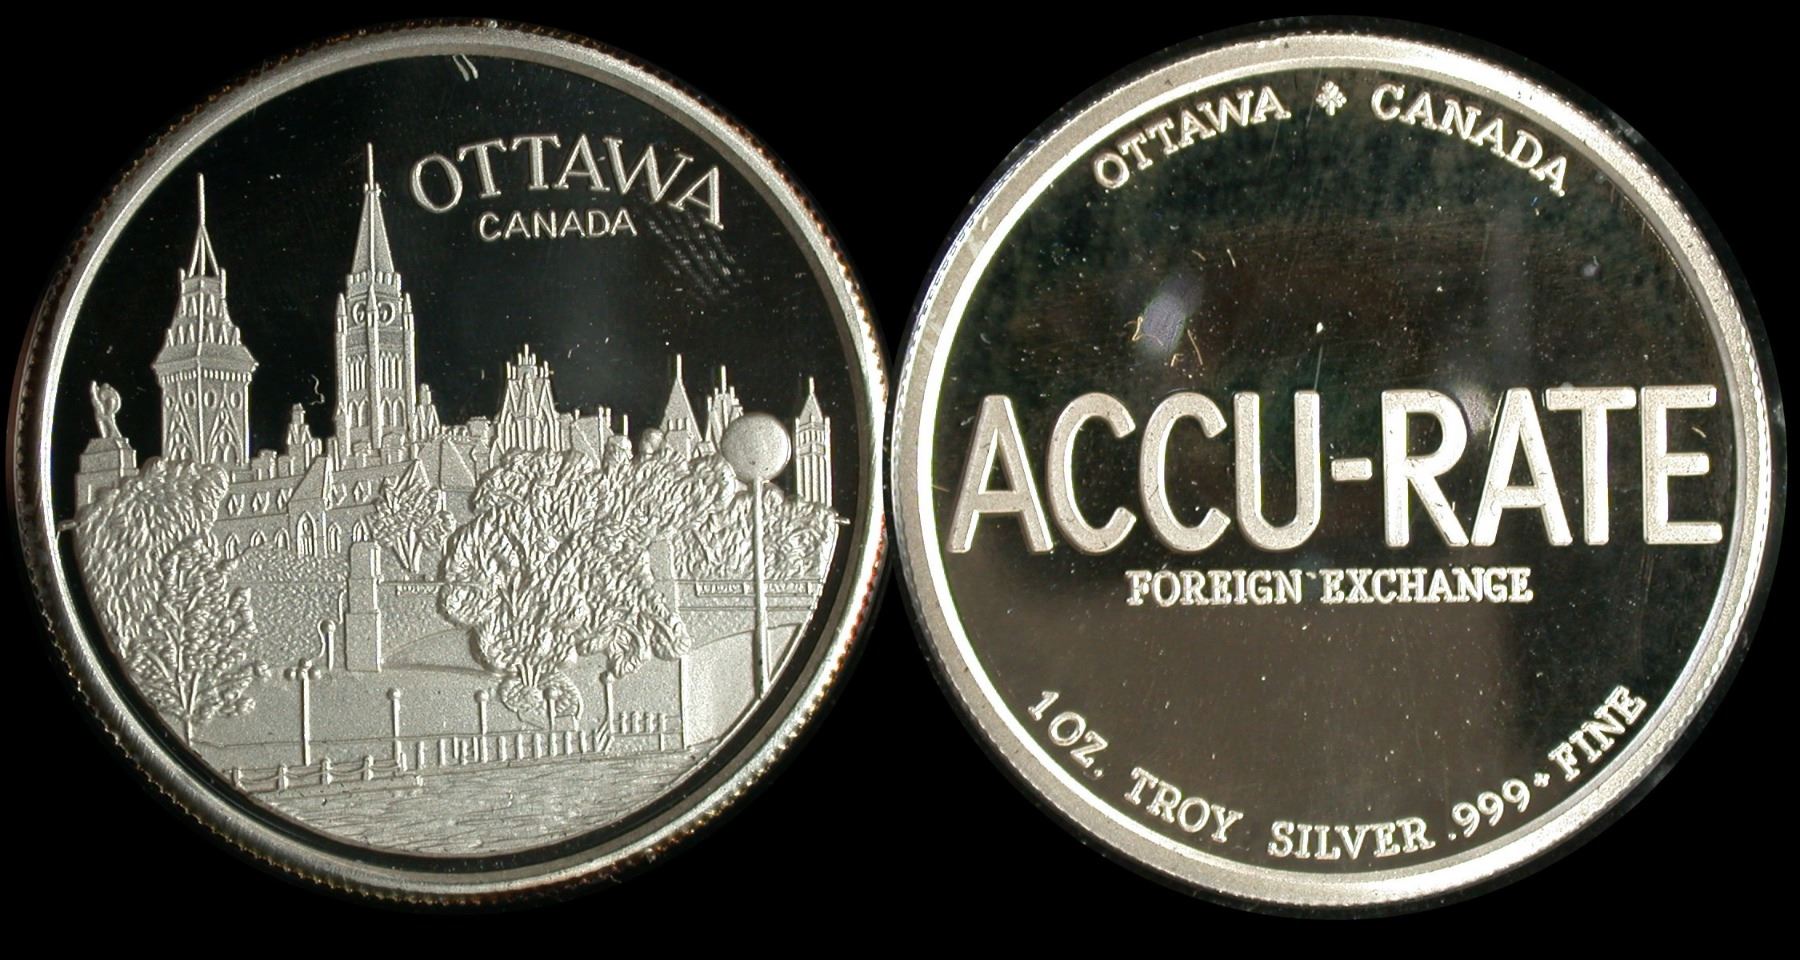 OTTAWA
CANADA
OTTAWA * CANADA
ACCU-RATE
FOREIGN EXCHANGE
1 OZ. TROY SILVER .999+ FINE